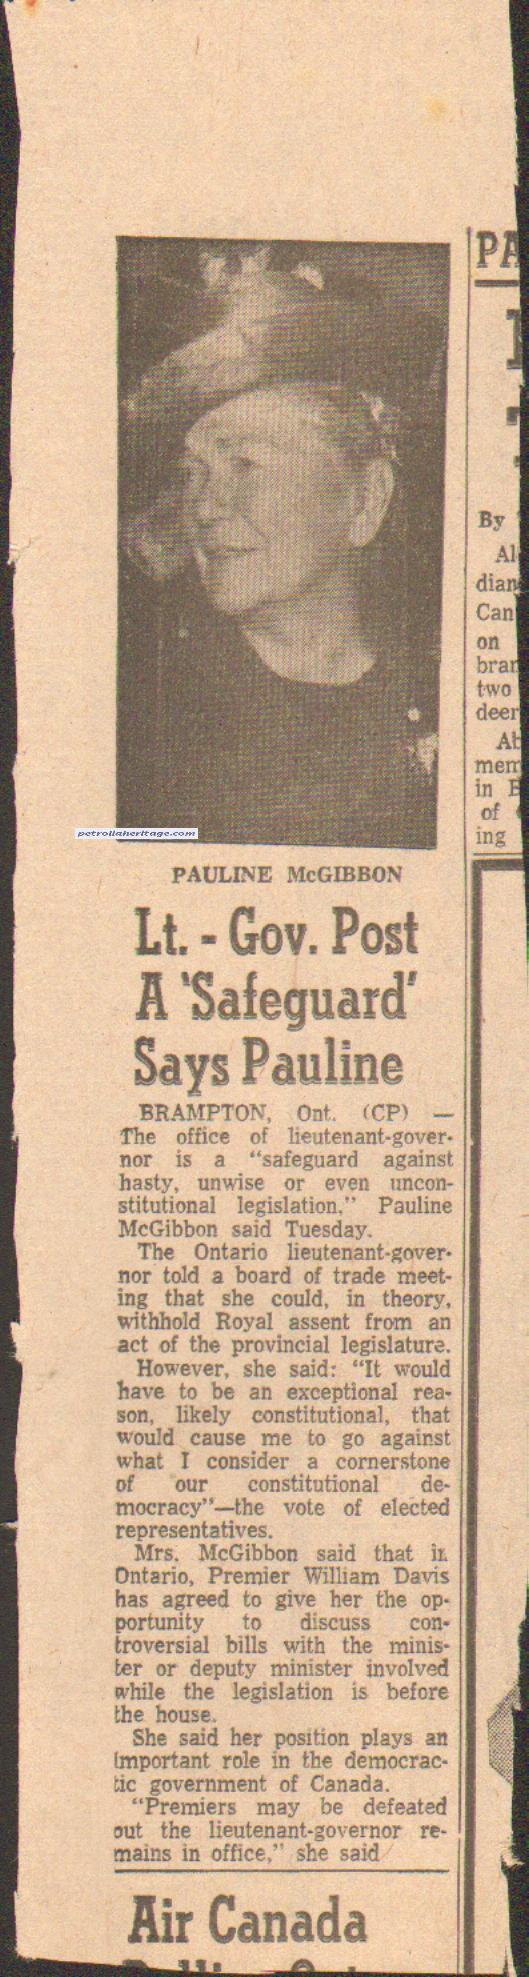 petroliaheritage.com
PAULINE McGIBBON
Lt. - Gov. Post
A 'Safeguard'
Says Pauline
BRAMPTON, Ont. (CP) —
The office of lieutenant-gover-
nor is a "safeguard against
hasty, unwise or even uncon-
stitutional legislation," Pauline
McGibbon said Tuesday.
The Ontario lieutenant-gover-
nor told a board of trade meet-
ing that she could, in theory,
withhold Royal assent from an
act of the provincial legislature.
However, she said: "It would
have to be an exceptional rea-
son, likely constitutional, that
would cause me to go against
what I consider a cornerstone
of our constitutional de-
mocracy"—the vote of elected
representatives.
Mrs. McGibbon said that in
Ontario, Premier William Davis
has agreed to give her the op-
portunity to discuss con-
troversial bills with the minis-
ter or deputy minister involved
while the legislation is before
the house.
She said her position plays an
important role in the democrac-
tic government of Canada.
"Premiers may be defeated
out the lieutenant-governor re-
mains in office," she said
Air Canada
PA
By
Al
dian
Can
on
bran
two
deer
Ab
mem
in E
of
ing